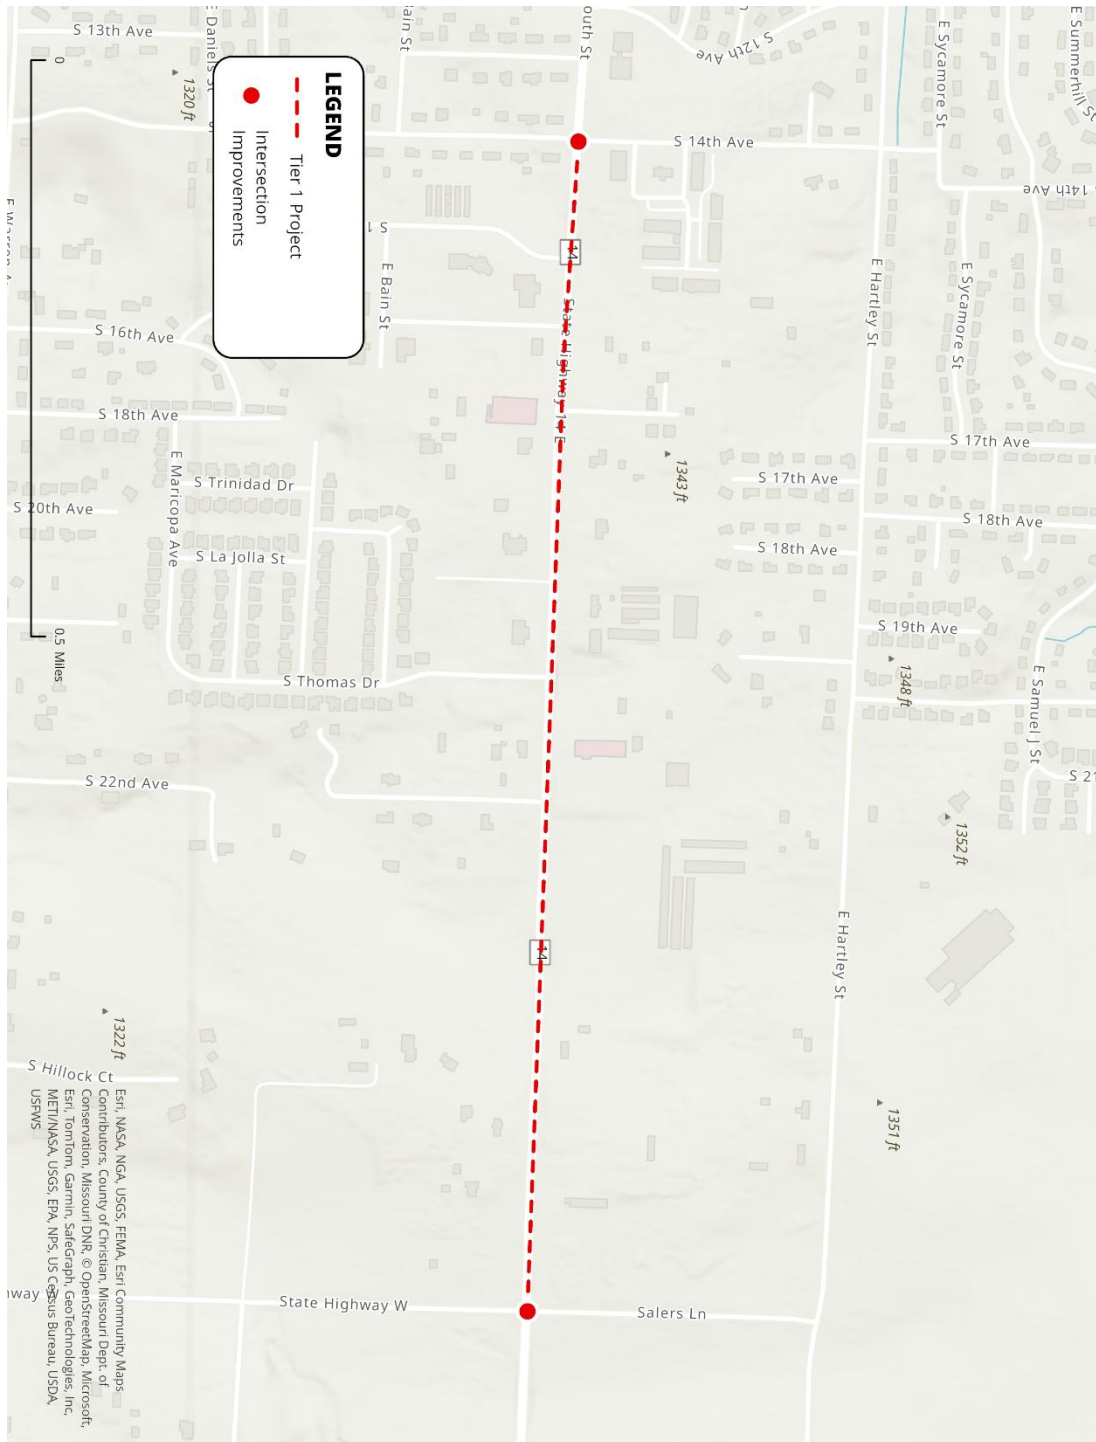 S 13th Ave
E Daniels St
ain St
outh St
S 12th Ave
E Sycamore St
E Summerhill St
0
1320 ft
LEGEND
Tier 1 Project
Intersection
Improvements
S 14th Ave
14th Ave
S 1
14
E Bain St
E Hartley St
E Sycamore St
S 16th Ave
State Highway 14 E
S 18th Ave
E Maricopa Ave
S Trinidad Dr
1343 ft
S 17th Ave
S 17th Ave
S 20th Ave
S 18th Ave
S La Jolla St
S 18th Ave
S 19th Ave
0.5 Miles
1348 ft
E Samuel J St
S Thomas Dr
S 22nd Ave
S 21
1352 ft
14
E Hartley St
1322 ft
S Hillock Ct
1351 ft
Esri, NASA, NGA, USGS, FEMA, Esri Community Maps
Contributors, County of Christian, Missouri Dept. of
Conservation, Missouri DNR, © OpenStreetMap, Microsoft,
Esri, TomTom, Garmin, SafeGraph, GeoTechnologies, Inc,
METI/NASA, USGS, EPA, NPS, US Census Bureau, USDA,
USFWS
State Highway W
Salers Ln